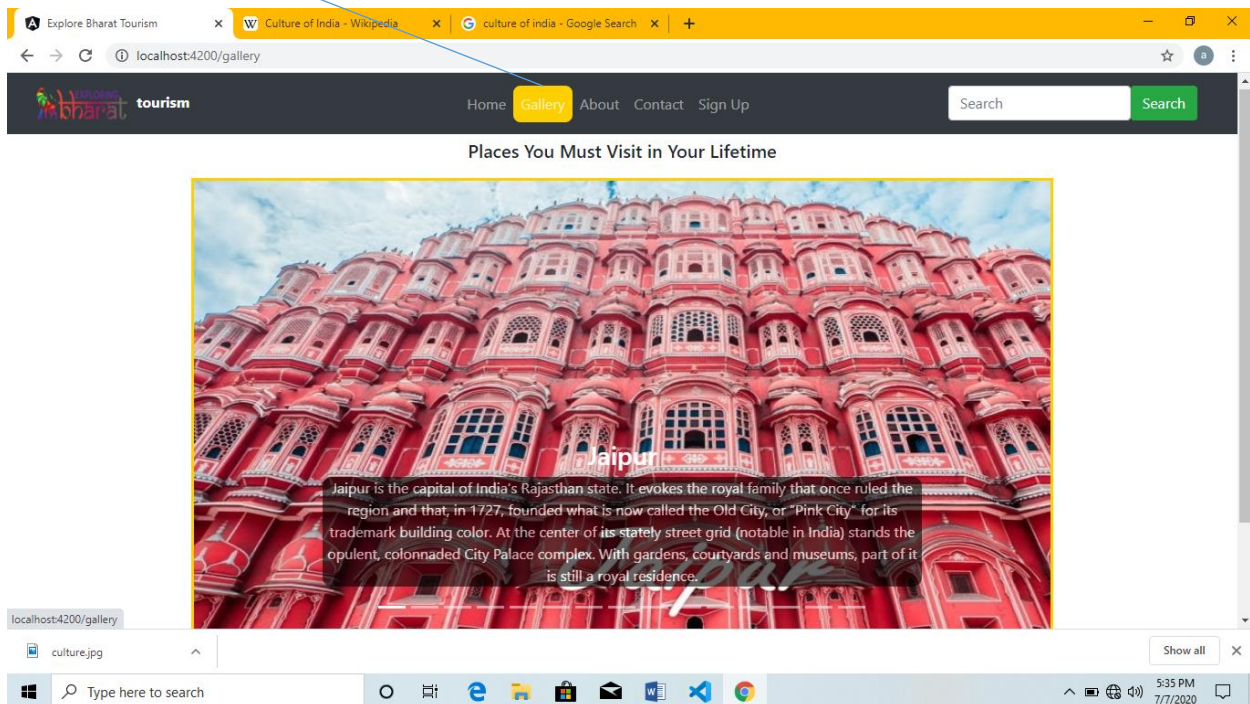 Explore Bharat Tourism
Culture of India - Wikipedia
culture of india - Google Search
localhost:4200/gallery
a
EXPLORING
bharat
tourism
Home Gallery About Contact Sign Up
Search
Search
Places You Must Visit in Your Lifetime
Jaipur
Jaipur is the capital of India's Rajasthan state. It evokes the royal family that once ruled the
region and that, in 1727, founded what is now called the Old City, or "Pink City" for its
trademark building color. At the center of its stately street grid (notable in India) stands the
opulent, colonnaded City Palace complex. With gardens, courtyards and museums, part of it
is still a royal residence.
Jaipur
localhost:4200/gallery
culture.jpg
Show all
Type here to search
5:35 PM
7/7/2020